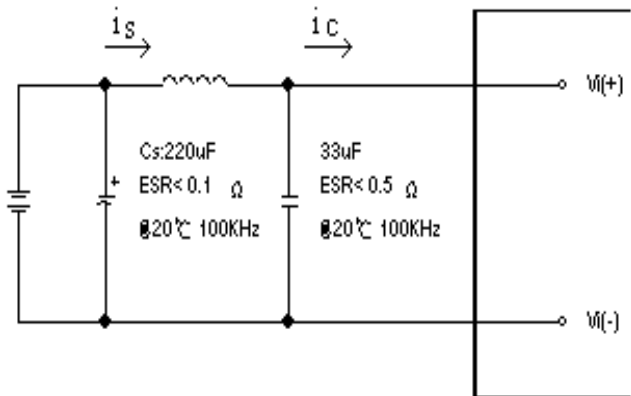 is ic
Vi(+)
Cs:220uF 33uF
+ ESR<0.1 Ω ESR<0.5 Ω
@20℃ 100KHz @20℃ 100KHz
Vi(-)